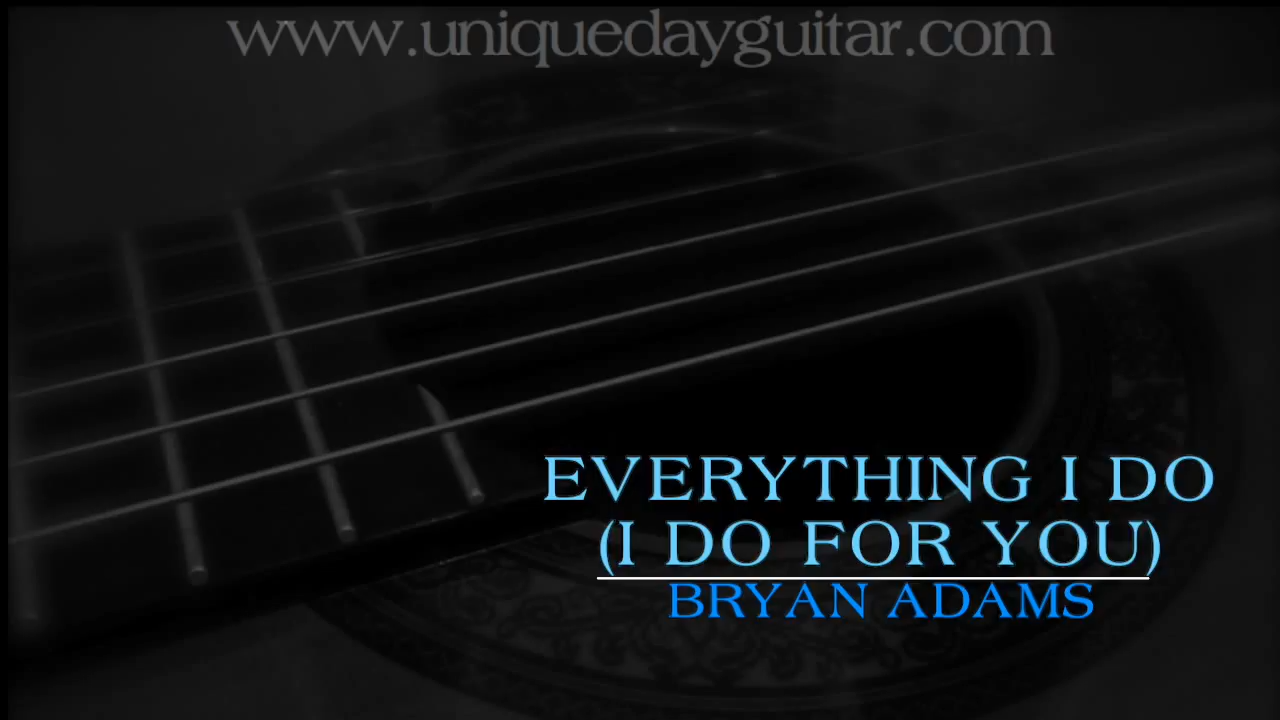 www.uniquedayguitar.com
EVERYTHING I DO
(I DO FOR YOU)
BRYAN ADAMS